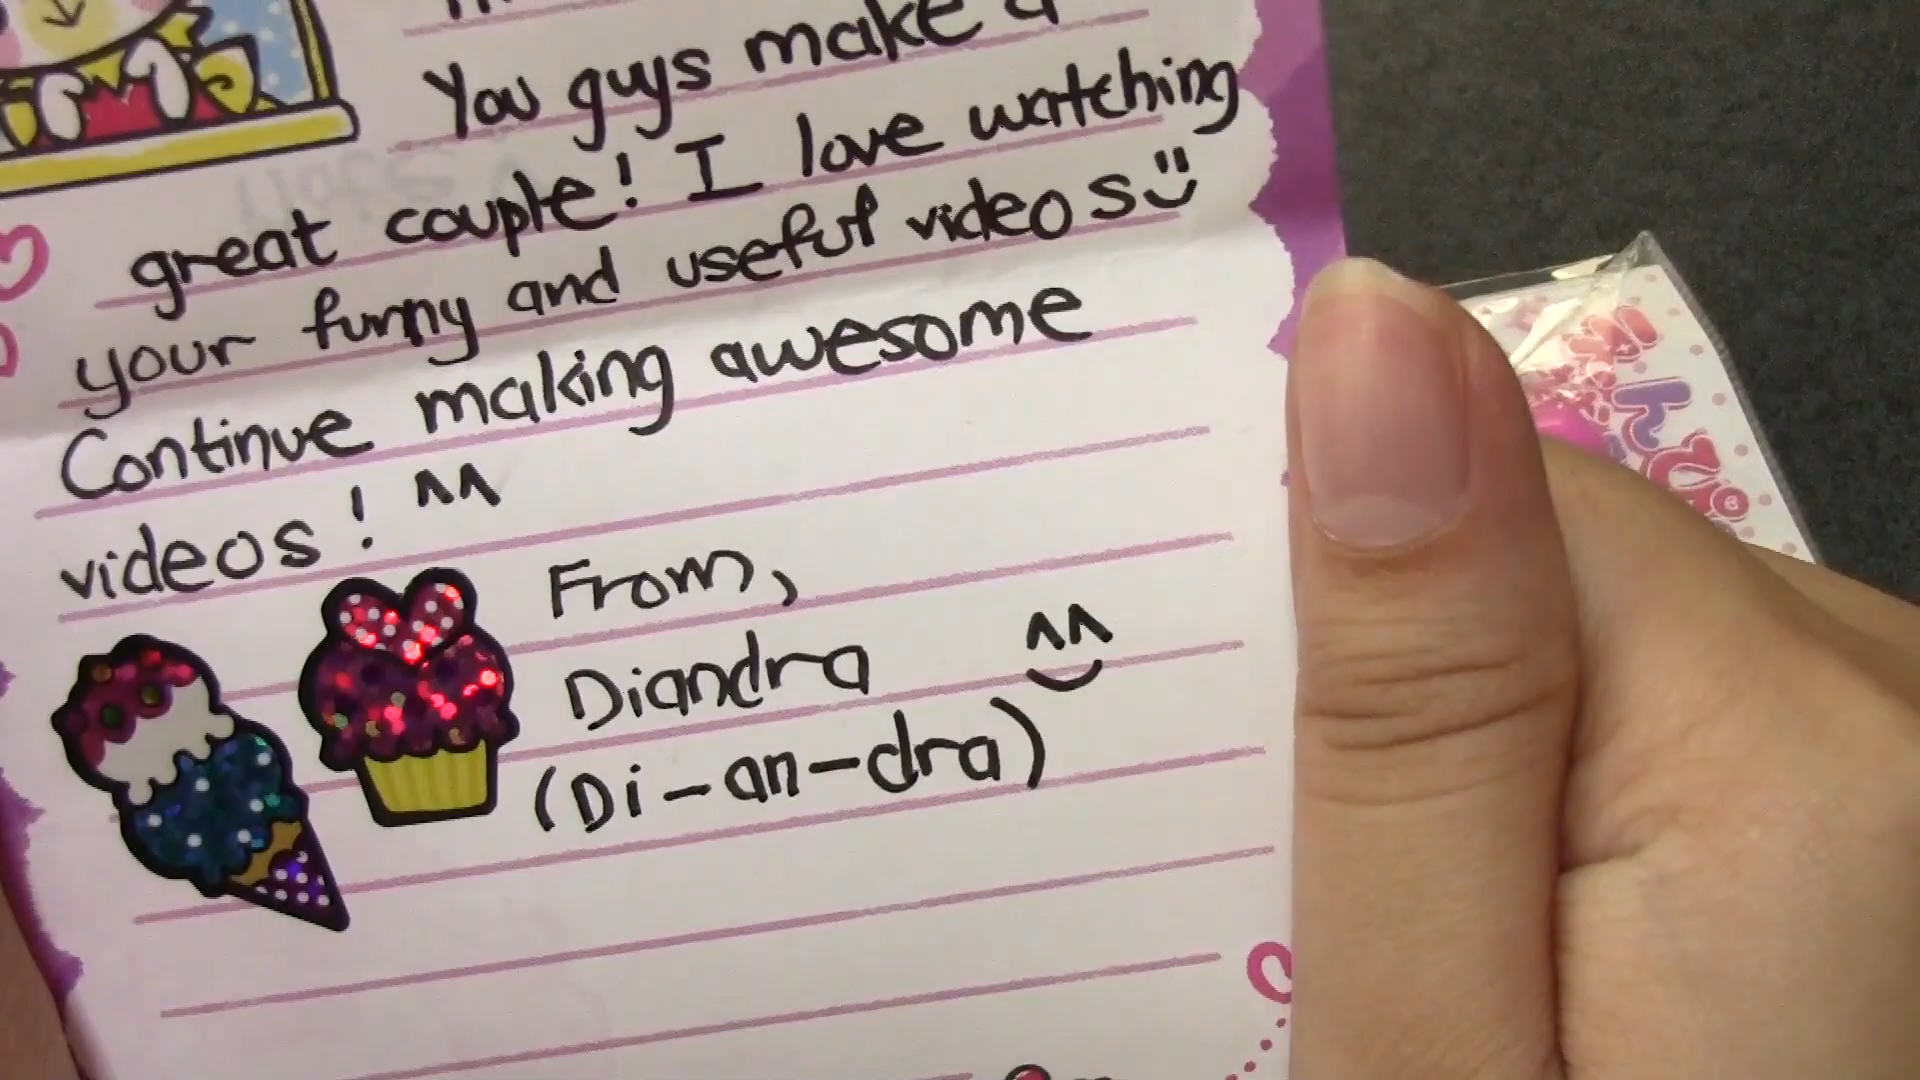 You guys make a
great couple! I love watching
your funny and useful videos
Continue making awesome
videos! ^^
From,
Diandra ^^
(Di-an-dra)